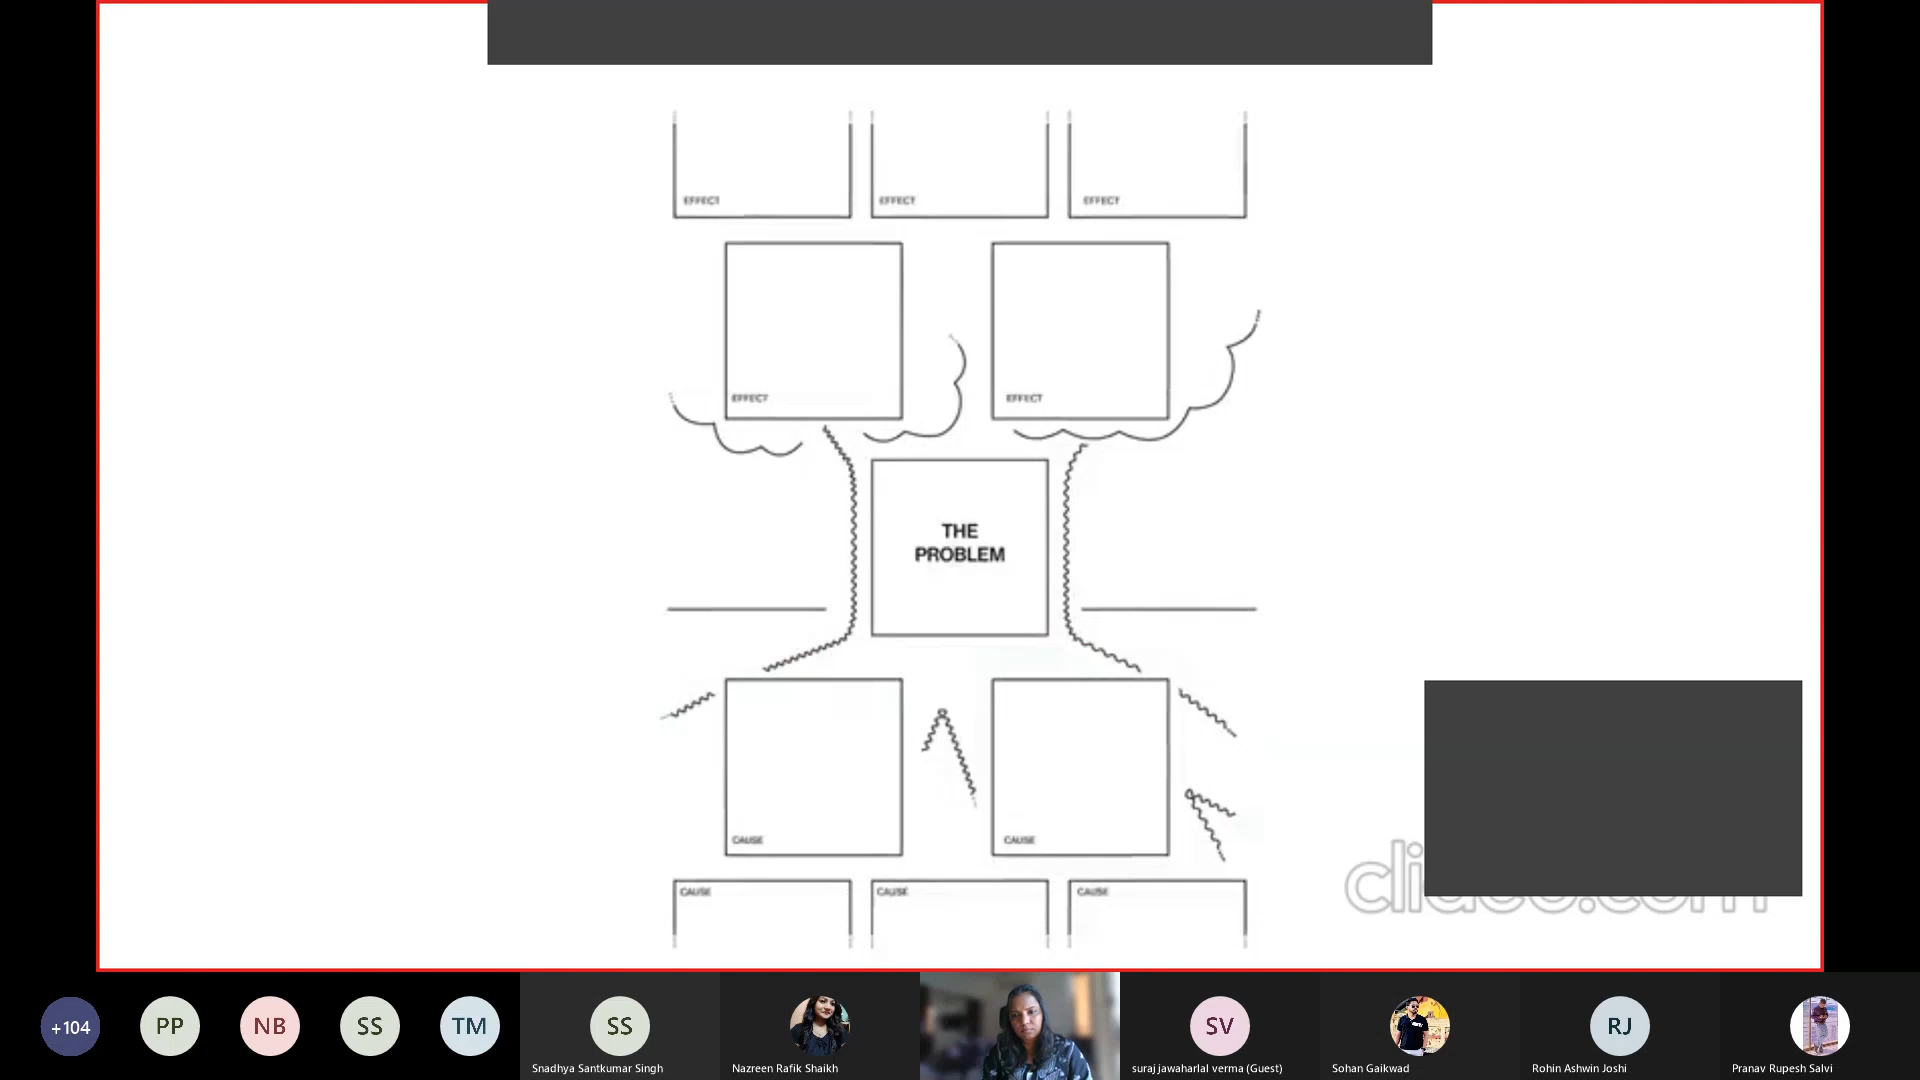 EFFECT
EFFECT
EFFECT
EFFECT
EFFECT
THE
PROBLEM
CAUSE
CAUSE
CAUSE
CAUSE
CAUSE
+104
PP
NB
SS
TM
SS
SV
RJ
Snadhya Santkumar Singh
Nazreen Rafik Shaikh
suraj jawaharlal verma (Guest)
Sohan Gaikwad
Rohin Ashwin Joshi
Pranav Rupesh Salvi